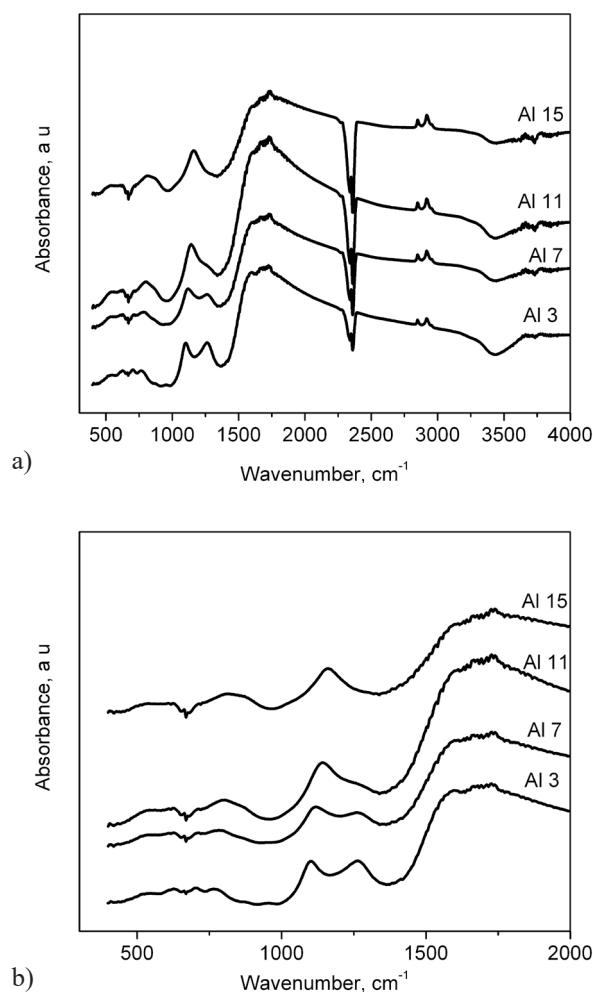 Absorbance, a u
Al 15
Al 11
Al 7
Al 3
500 1000 1500 2000 2500 3000 3500 4000
Wavenumber, cm⁻¹
a)
Absorbance, a u
Al 15
Al 11
Al 7
Al 3
500 1000 1500 2000
Wavenumber, cm⁻¹
b)